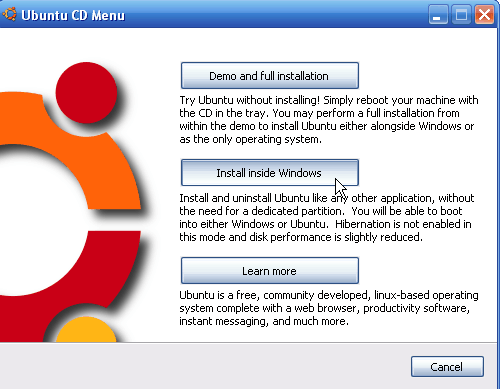 Ubuntu CD Menu
Demo and full installation
Try Ubuntu without installing! Simply reboot your machine with
the CD in the tray. You may perform a full installation from
within the demo to install Ubuntu either alongside Windows or
as the only operating system.
Install inside Windows
Install and uninstall Ubuntu like any other application, without
the need for a dedicated partition. You will be able to boot
into either Windows or Ubuntu. Hibernation is not enabled in
this mode and disk performance is slightly reduced.
Learn more
Ubuntu is a free, community developed, linux-based operating
system complete with a web browser, productivity software,
instant messaging, and much more.
Cancel